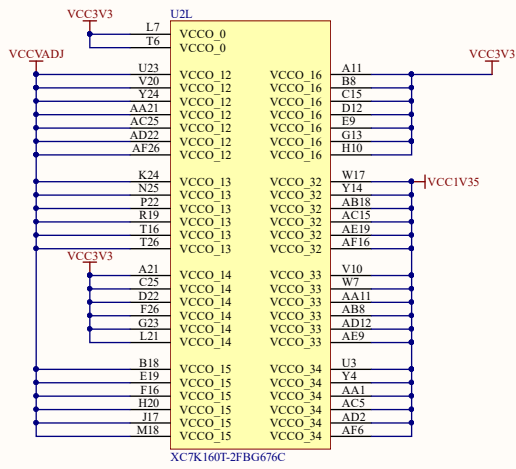 VCC3V3
U2L
L7 VCCO_0
T6 VCCO_0
VCCVADJ
VCC3V3
U23 VCCO_12 VCCO_16 A11
V20 VCCO_12 VCCO_16 B8
Y24 VCCO_12 VCCO_16 C15
AA21 VCCO_12 VCCO_16 D12
AC25 VCCO_12 VCCO_16 E9
AD22 VCCO_12 VCCO_16 G13
AF26 VCCO_12 VCCO_16 H10
K24 VCCO_13 VCCO_32 W17 VCC1V35
N25 VCCO_13 VCCO_32 Y14
P22 VCCO_13 VCCO_32 AB18
R19 VCCO_13 VCCO_32 AC15
T16 VCCO_13 VCCO_32 AE19
T26 VCCO_13 VCCO_32 AF16
VCC3V3
A21 VCCO_14 VCCO_33 V10
C25 VCCO_14 VCCO_33 W7
D22 VCCO_14 VCCO_33 AA11
F26 VCCO_14 VCCO_33 AB8
G23 VCCO_14 VCCO_33 AD12
L21 VCCO_14 VCCO_33 AE9
B18 VCCO_15 VCCO_34 U3
E19 VCCO_15 VCCO_34 Y4
F16 VCCO_15 VCCO_34 AA1
H20 VCCO_15 VCCO_34 AC5
J17 VCCO_15 VCCO_34 AD2
M18 VCCO_15 VCCO_34 AF6
XC7K160T-2FBG676C